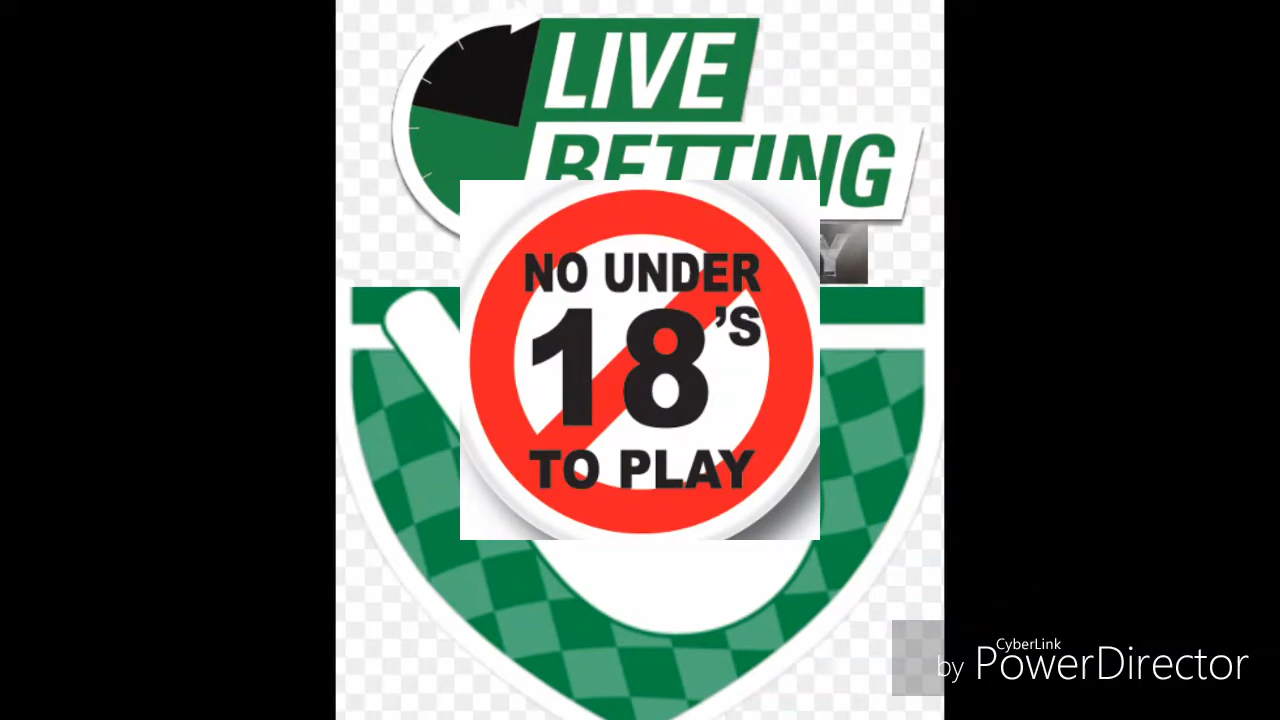 LIVE
BETTING
Y
NO UNDER
18'S
TO PLAY
CyberLink
by PowerDirector